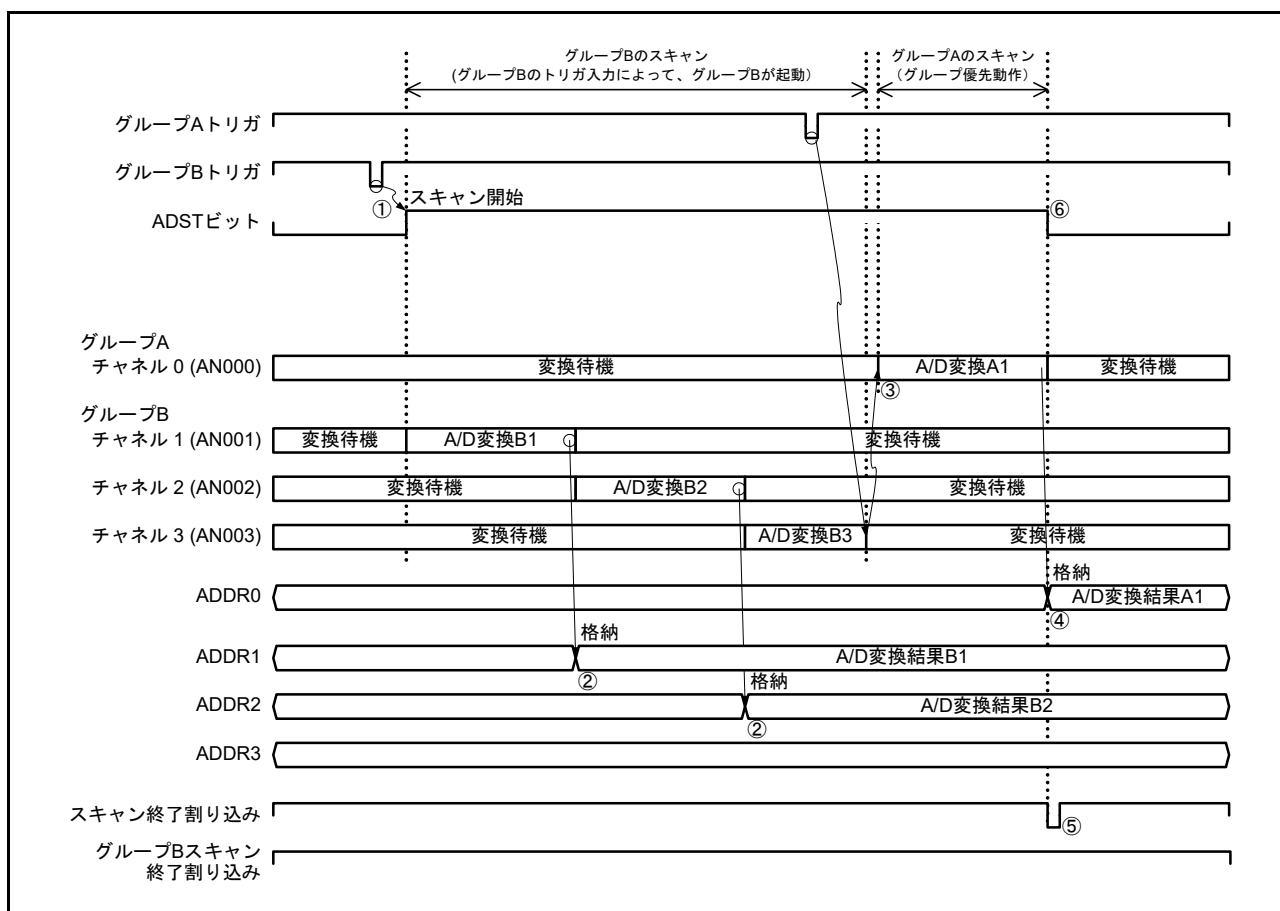 グループBのスキャン
(グループBのトリガ入力によって、グループBが起動)
グループAのスキャン
(グループ優先動作)
グループAトリガ
グループBトリガ
① スキャン開始 ⑥
ADSTビット
グループA
チャネル 0 (AN000) 変換待機 A/D変換A1 変換待機
③
グループB
チャネル 1 (AN001) 変換待機 A/D変換B1 変換待機
チャネル 2 (AN002) 変換待機 A/D変換B2 変換待機
チャネル 3 (AN003) 変換待機 A/D変換B3 変換待機
格納
ADDR0 A/D変換結果A1
④
格納
ADDR1 A/D変換結果B1
② 格納
ADDR2 A/D変換結果B2
②
ADDR3
スキャン終了割り込み
⑤
グループBスキャン
終了割り込み